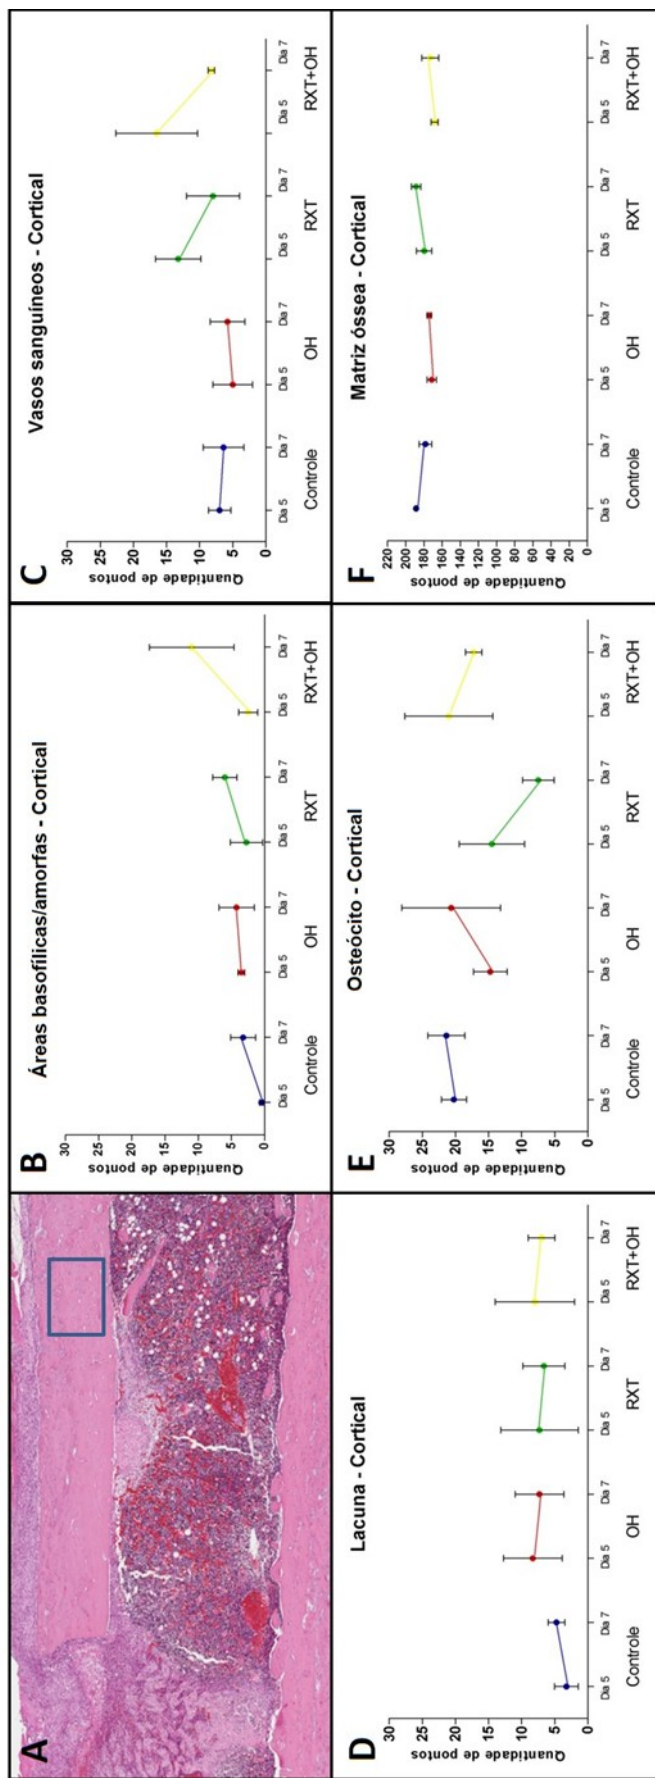 A
B
Áreas basofílicas/amorfas - Cortical
Quantidade de pontos
30
25
20
15
10
5
0
Dia 5
Dia 7
Dia 5
Dia 7
Dia 5
Dia 7
Dia 5
Dia 7
Controle
OH
RXT
RXT+OH
C
Vasos sanguíneos - Cortical
Quantidade de pontos
30
25
20
15
10
5
0
Dia 5
Dia 7
Dia 5
Dia 7
Dia 5
Dia 7
Dia 5
Dia 7
Controle
OH
RXT
RXT+OH
D
Lacuna - Cortical
Quantidade de pontos
30
25
20
15
10
5
0
Dia 5
Dia 7
Dia 5
Dia 7
Dia 5
Dia 7
Dia 5
Dia 7
Controle
OH
RXT
RXT+OH
E
Osteócito - Cortical
Quantidade de pontos
30
25
20
15
10
5
0
Dia 5
Dia 7
Dia 5
Dia 7
Dia 5
Dia 7
Dia 5
Dia 7
Controle
OH
RXT
RXT+OH
F
Matriz óssea - Cortical
Quantidade de pontos
220
200
180
160
140
120
100
80
60
40
20
0
Dia 5
Dia 7
Dia 5
Dia 7
Dia 5
Dia 7
Dia 5
Dia 7
Controle
OH
RXT
RXT+OH